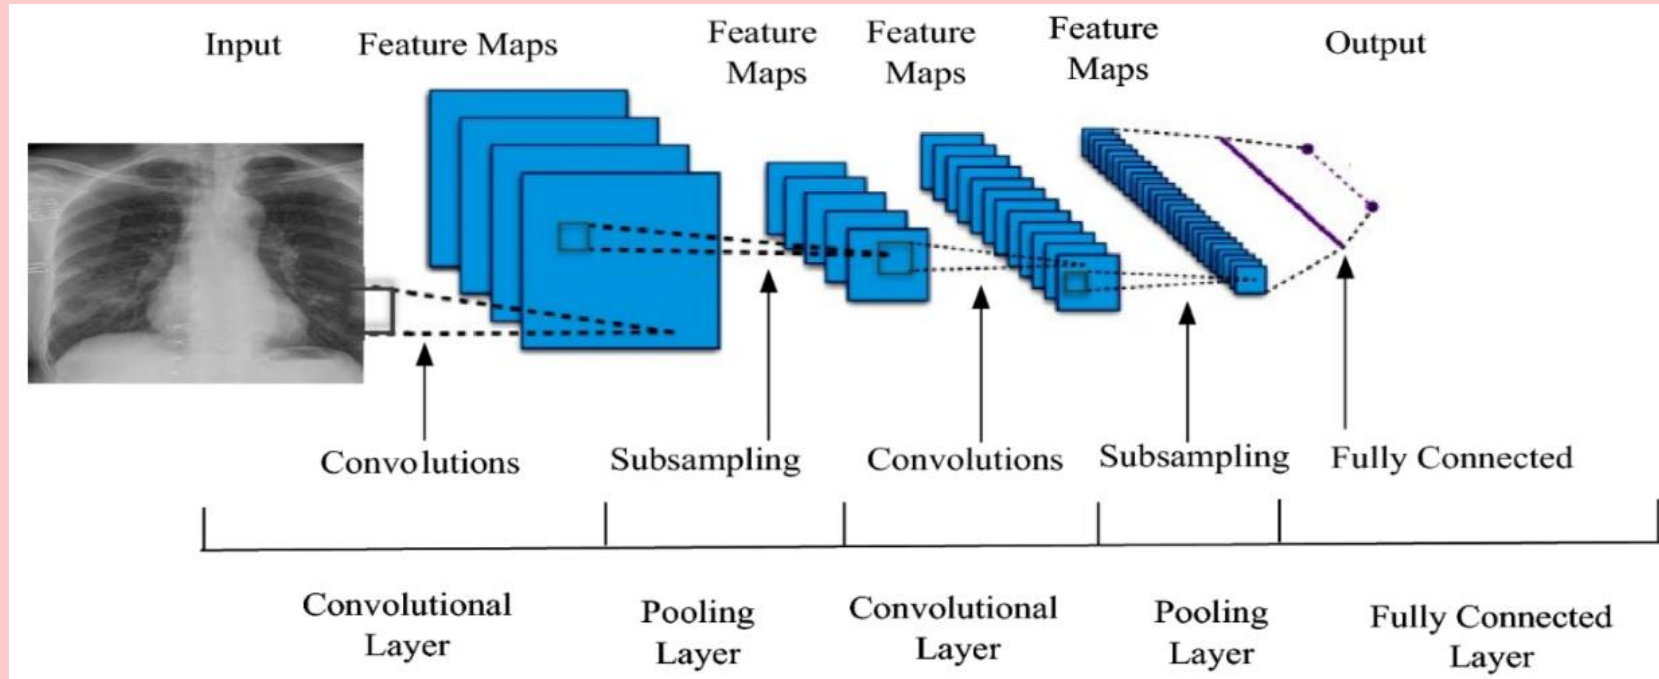 Input
Feature Maps
Feature
Maps
Feature
Maps
Feature
Maps
Output
Convolutions
Subsampling
Convolutions
Subsampling
Fully Connected
Convolutional
Layer
Pooling
Layer
Convolutional
Layer
Pooling
Layer
Fully Connected
Layer